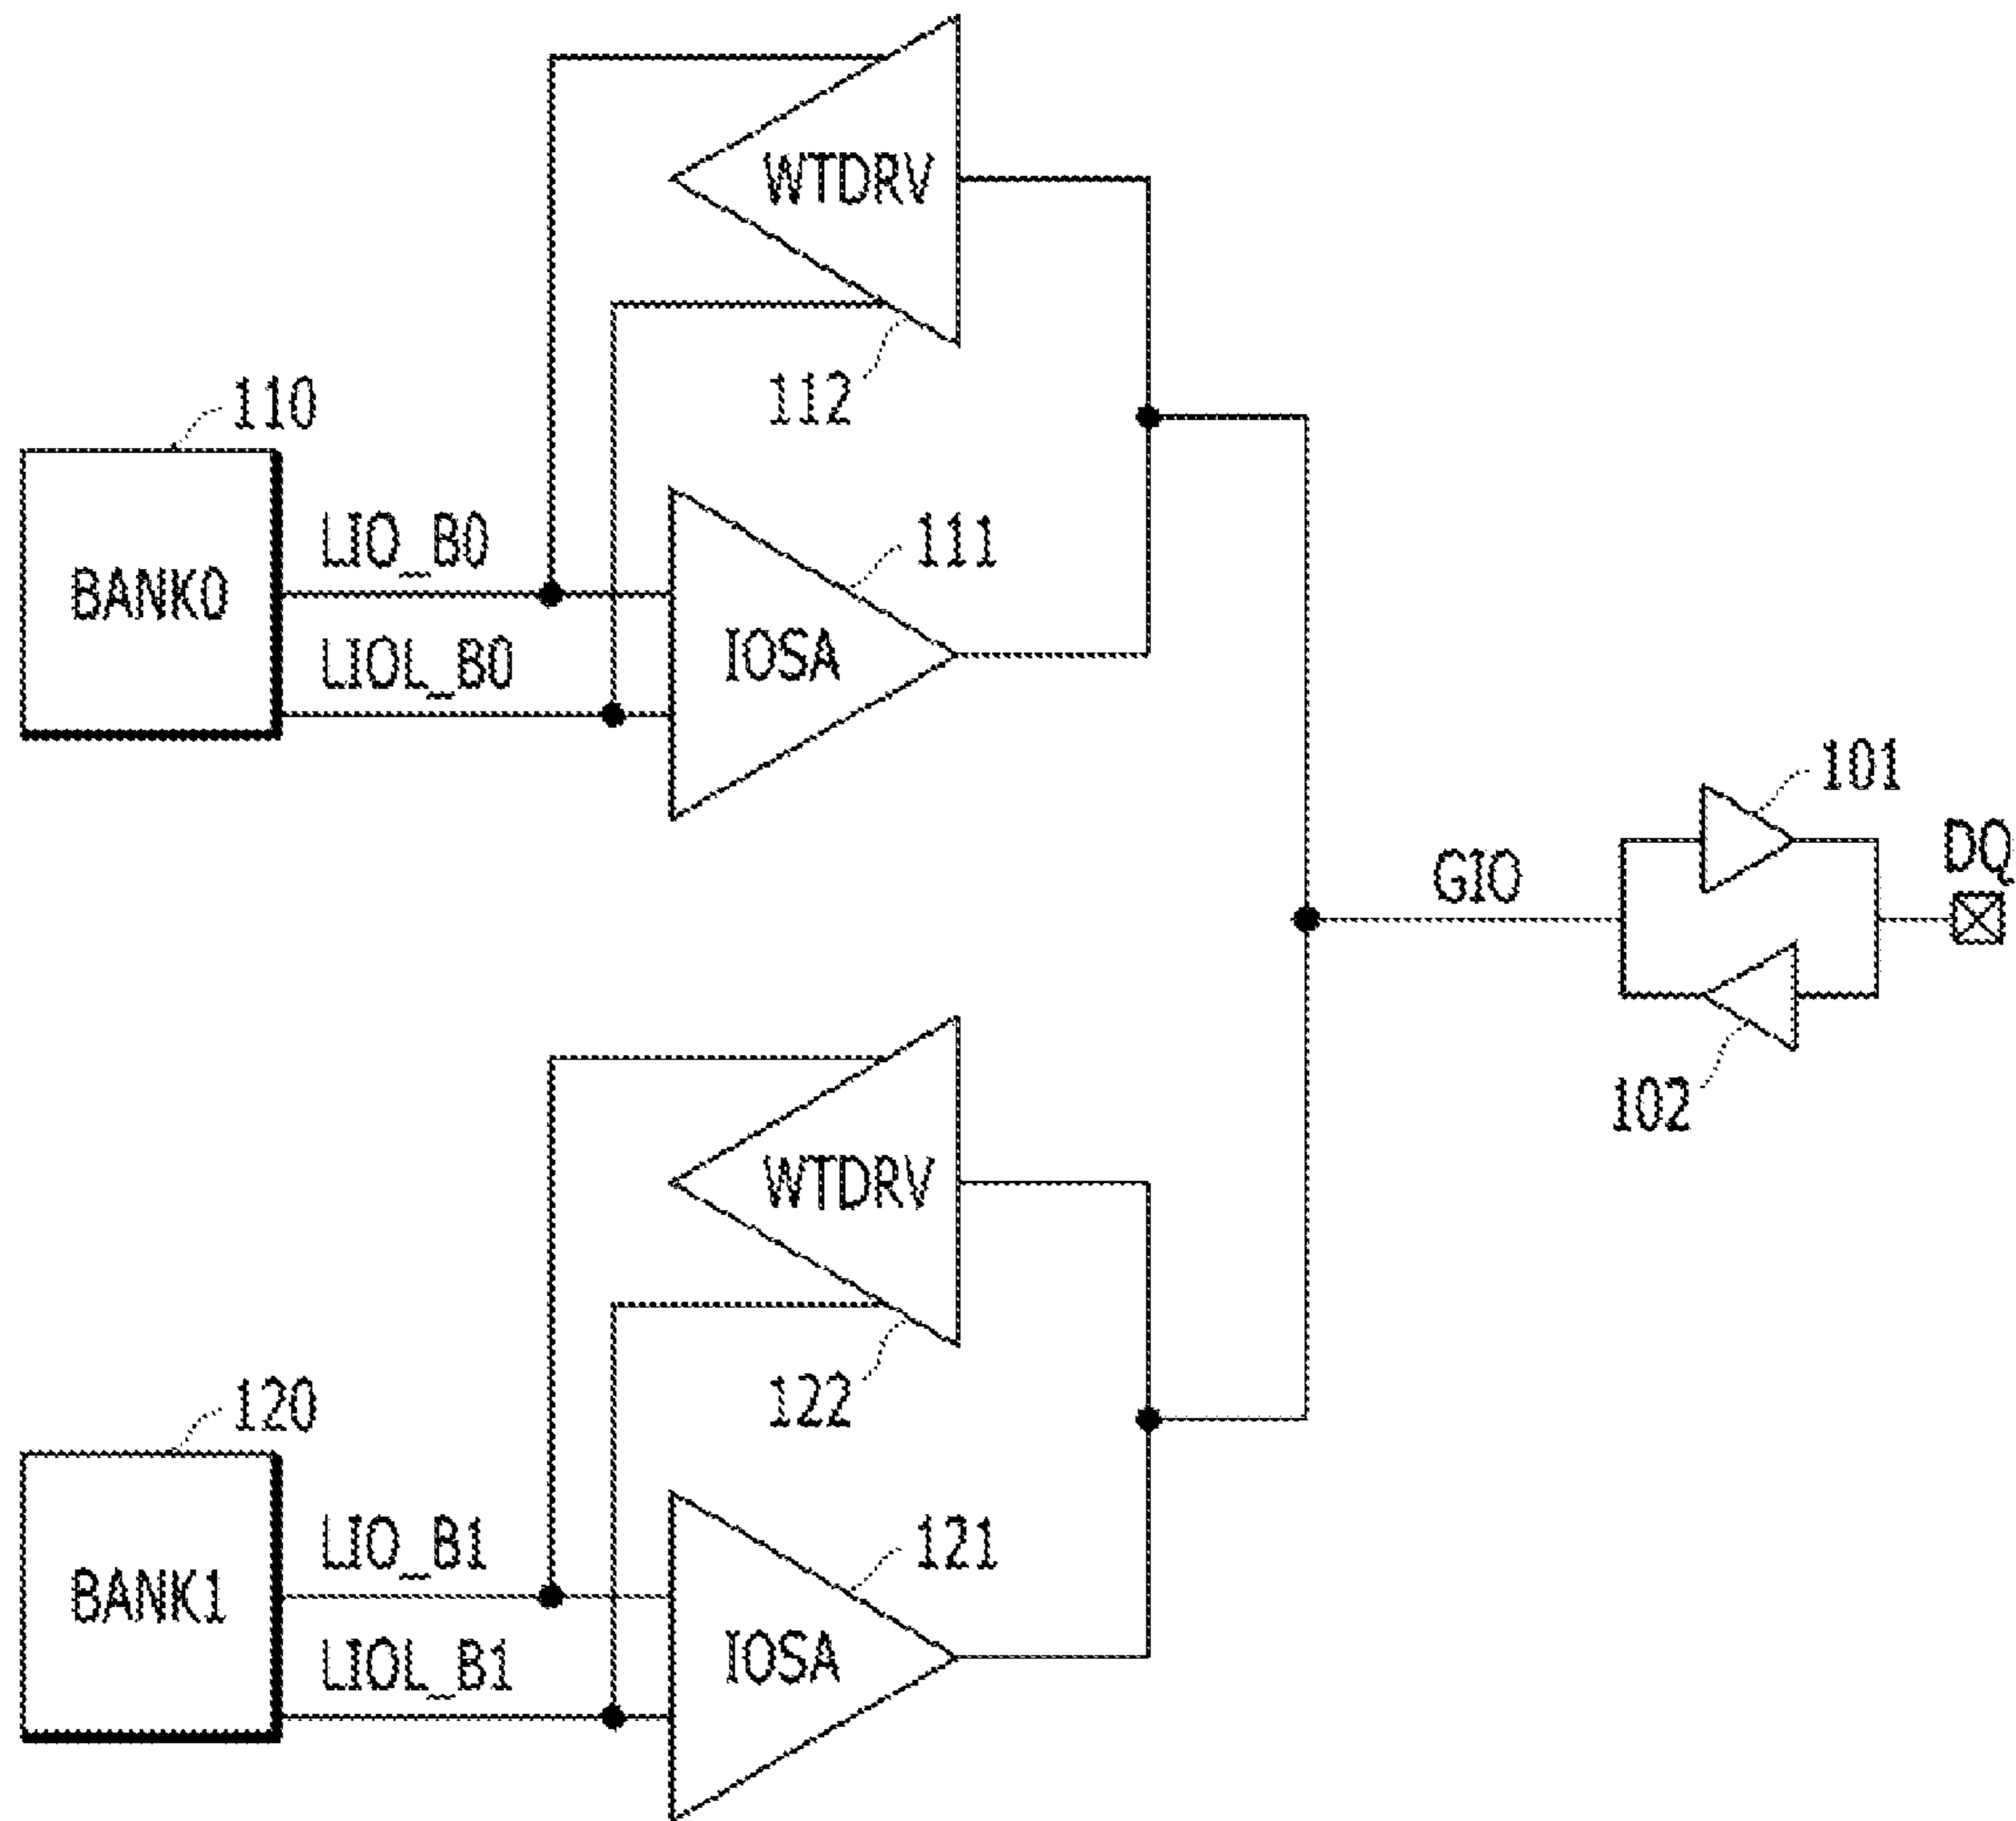 WTDRV
112
110
BANK0
LIO_B0
LIOL_B0
111
IOSA
101
DQ
GIO
102
WTDRV
122
120
BANK1
LIO_B1
LIOL_B1
121
IOSA